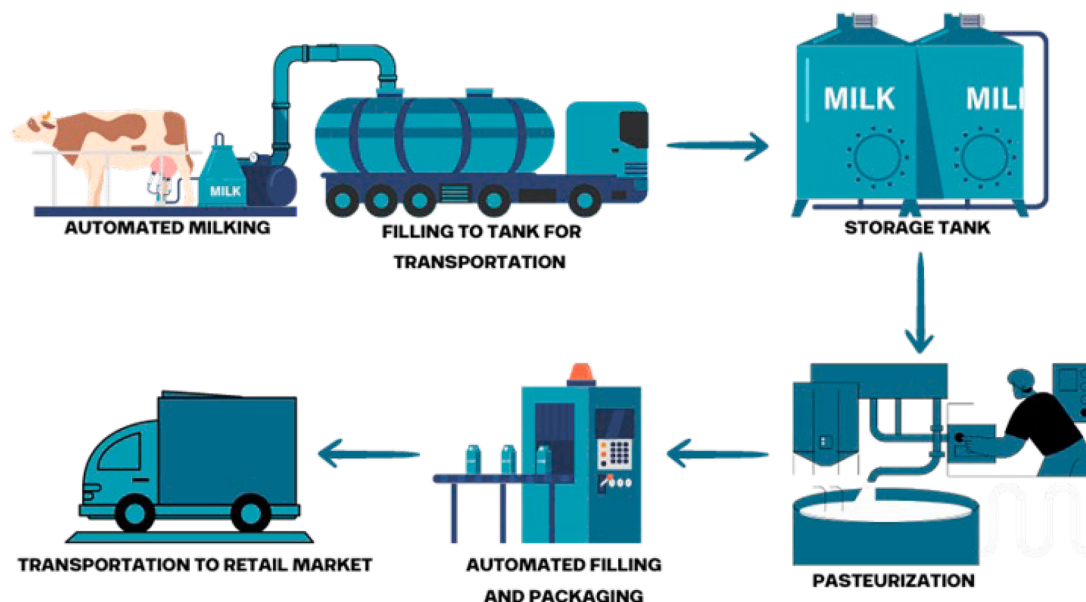 MILK
AUTOMATED MILKING
FILLING TO TANK FOR
TRANSPORTATION
MILK
MILI
STORAGE TANK
PASTEURIZATION
AUTOMATED FILLING
AND PACKAGING
TRANSPORTATION TO RETAIL MARKET